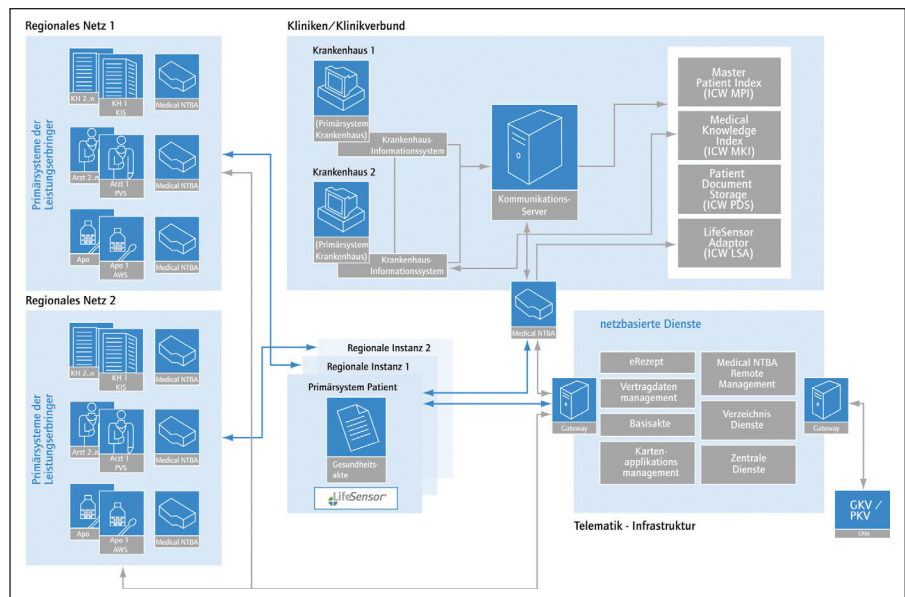 Regionales Netz 1
Primärsysteme der
Leistungserbringer
KH 2..n
KH 1
KIS
Medical NTBA
Arzt 2..n
Arzt 1
PVS
Medical NTBA
Apo
Apo 1
AWS
Medical NTBA
Regionales Netz 2
Primärsysteme der
Leistungserbringer
KH 2..n
KH 1
KIS
Medical NTBA
Arzt 2..n
Arzt 1
PVS
Medical NTBA
Apo
Apo 1
AWS
Medical NTBA
Kliniken/Klinikverbund
Krankenhaus 1
(Primärsystem
Krankenhaus)
Krankenhaus-
Informationssystem
Krankenhaus 2
(Primärsystem
Krankenhaus)
Krankenhaus-
Informationssystem
Kommunikations-
Server
Master
Patient Index
(ICW MPI)
Medical
Knowledge
Index
(ICW MKI)
Patient
Document
Storage
(ICW PDS)
LifeSensor
Adaptor
(ICW LSA)
Medical NTBA
Regionale Instanz 2
Regionale Instanz 1
Primärsystem Patient
Gesundheits-
akte
LifeSensor
netzbasierte Dienste
Gateway
eRezept
Vertragdaten
management
Basisakte
Karten-
applikations
management
Medical NTBA
Remote
Management
Verzeichnis
Dienste
Zentrale
Dienste
Gateway
Telematik - Infrastruktur
GKV /
PKV
CRM